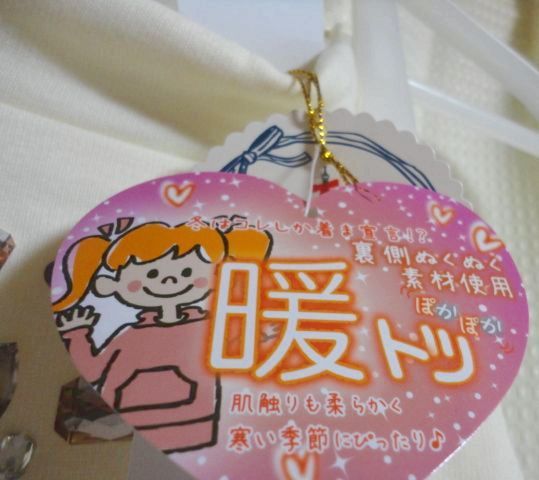 冬はコレしか着ま宣言!?
裏側ぬくぬく
素材使用
ぽかぽか
暖トツ
肌触りも柔らかく
寒い季節にぴったり♪